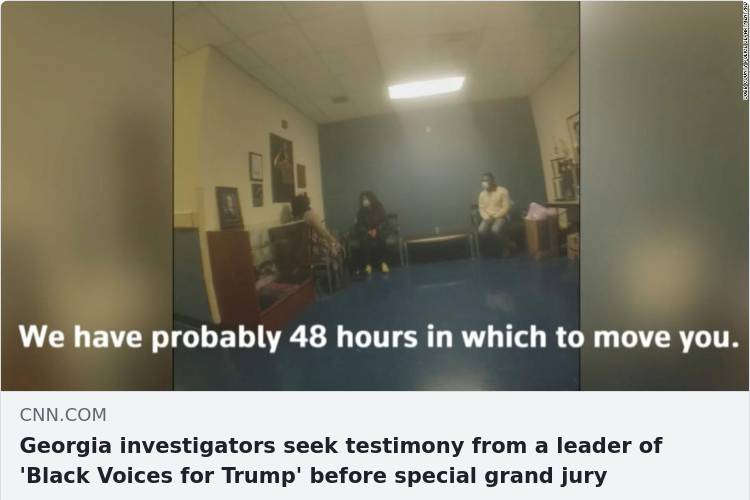 We have probably 48 hours in which to move you.
CNN.COM
Georgia investigators seek testimony from a leader of
'Black Voices for Trump' before special grand jury